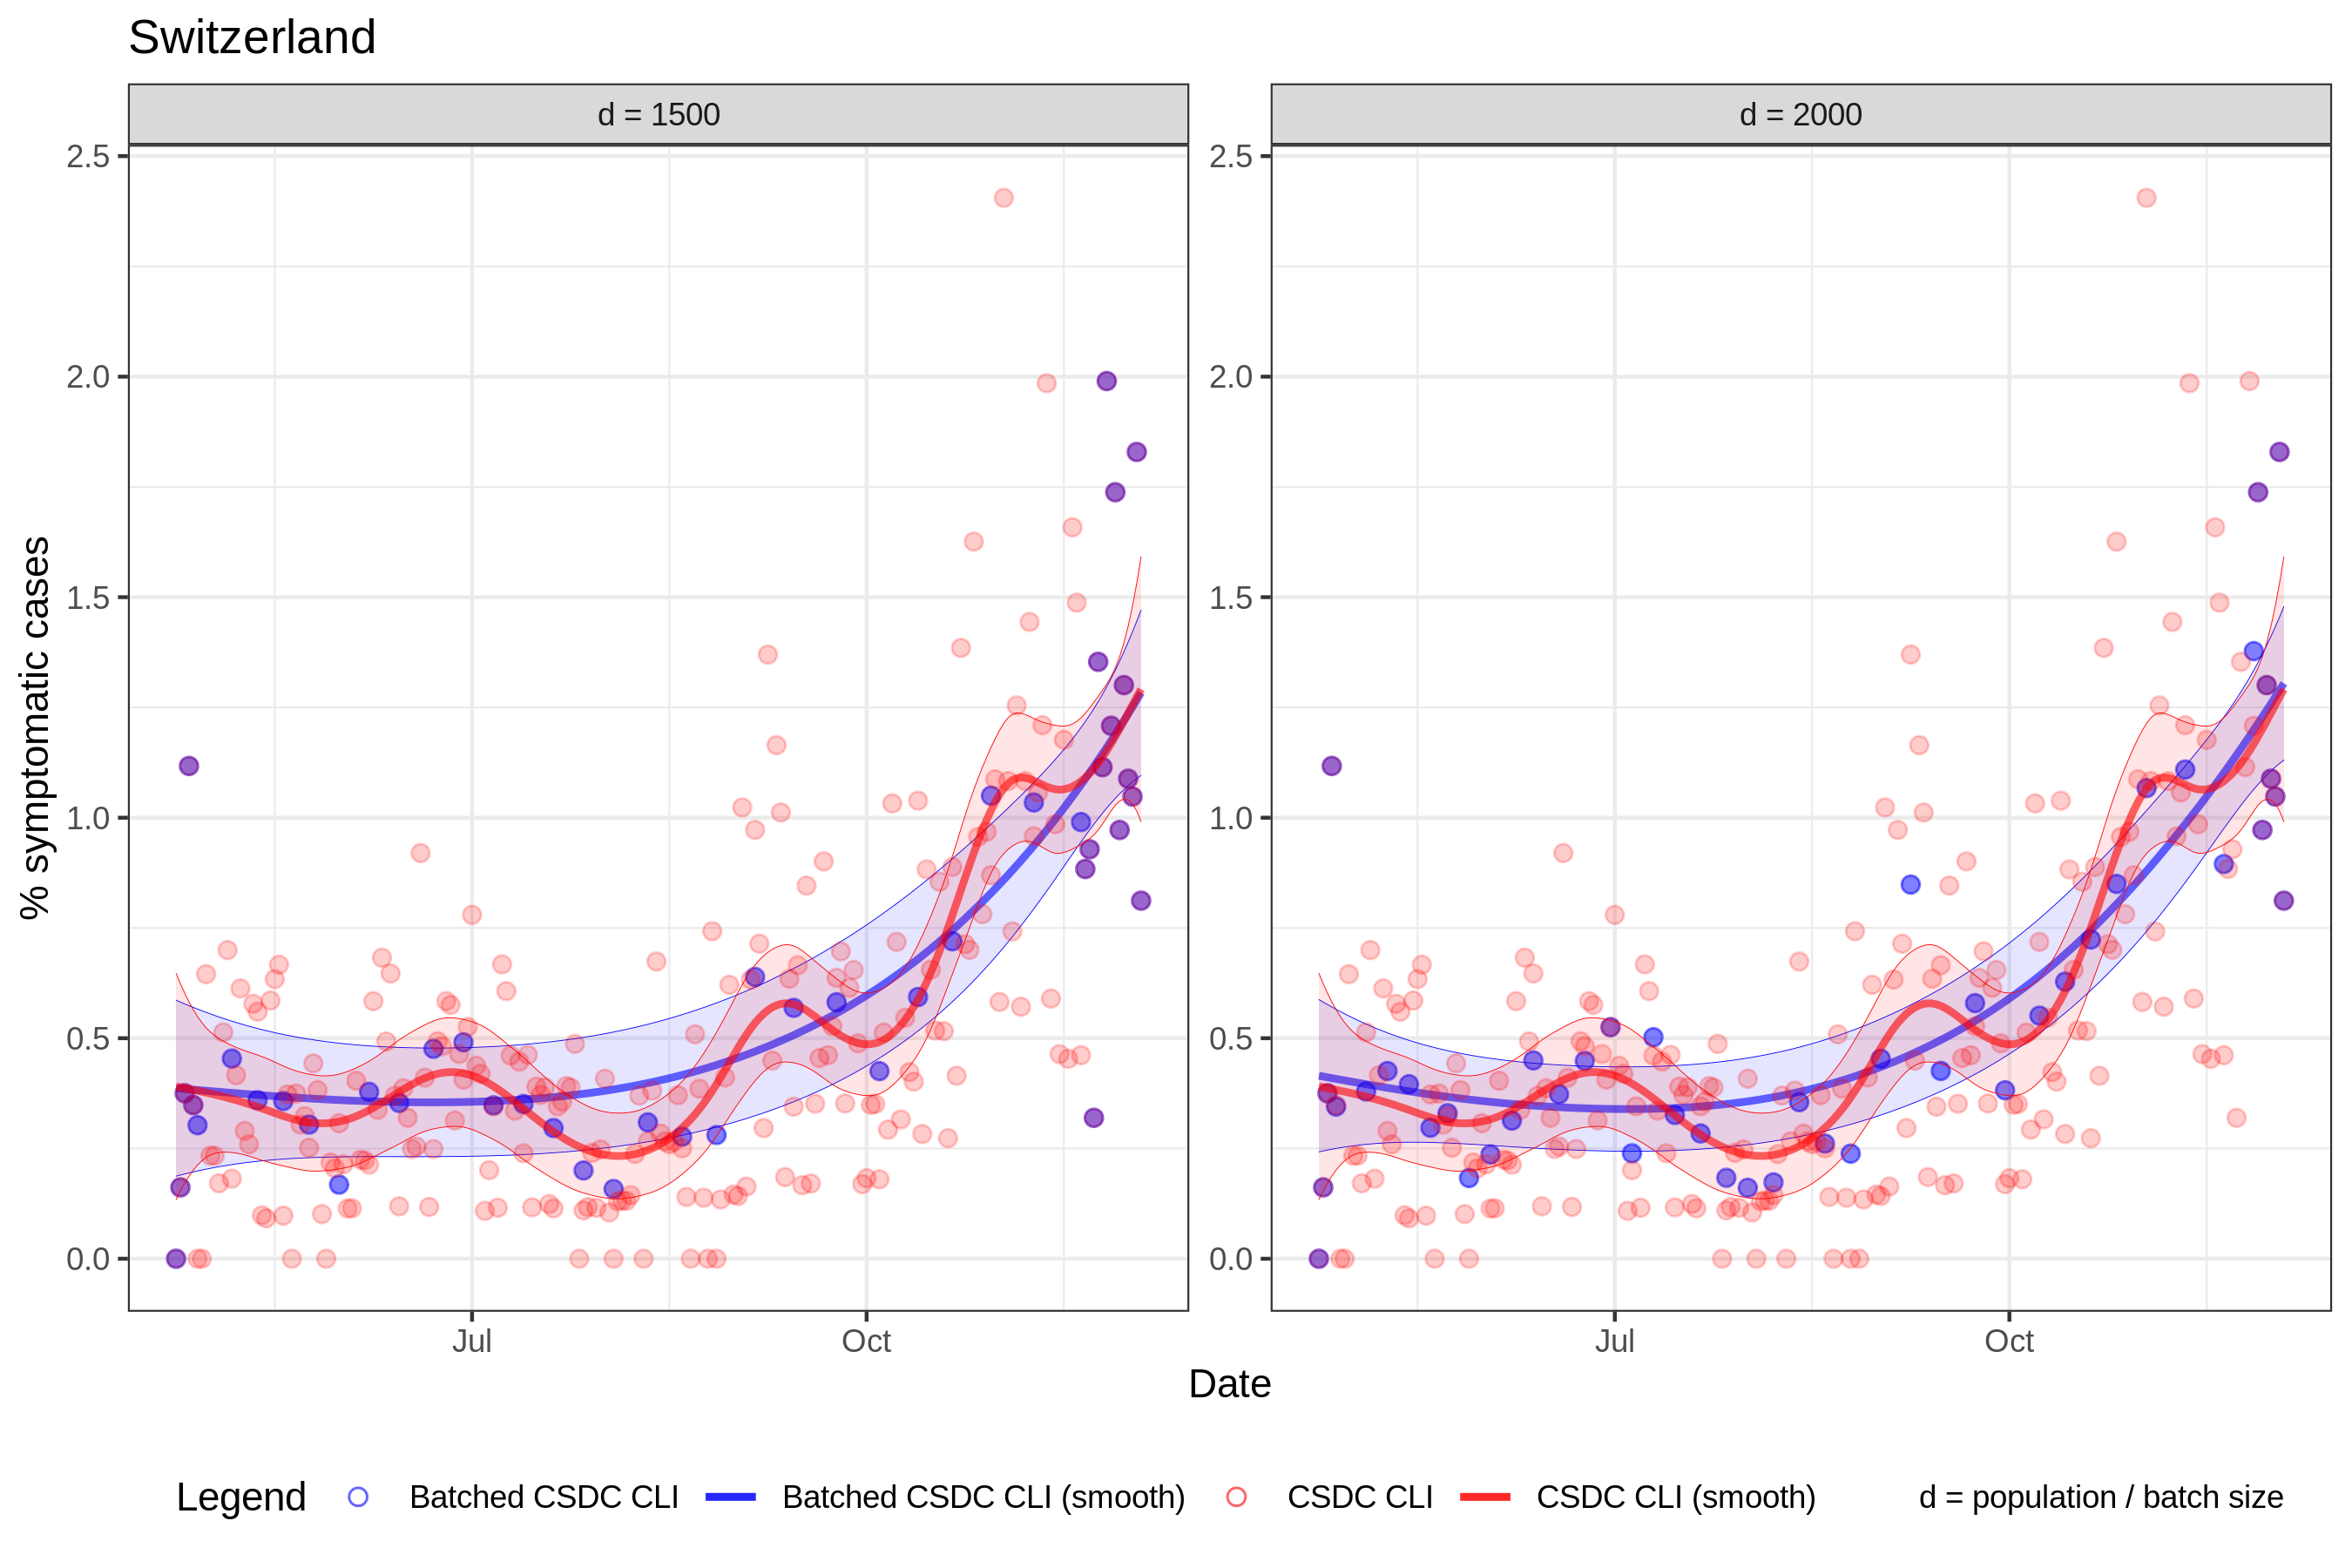 Switzerland
d = 1500
d = 2000
% symptomatic cases
2.5
2.0
1.5
1.0
0.5
0.0
2.5
2.0
1.5
1.0
0.5
0.0
Jul
Oct
Jul
Oct
Date
Legend Batched CSDC CLI Batched CSDC CLI (smooth) CSDC CLI CSDC CLI (smooth) d = population / batch size